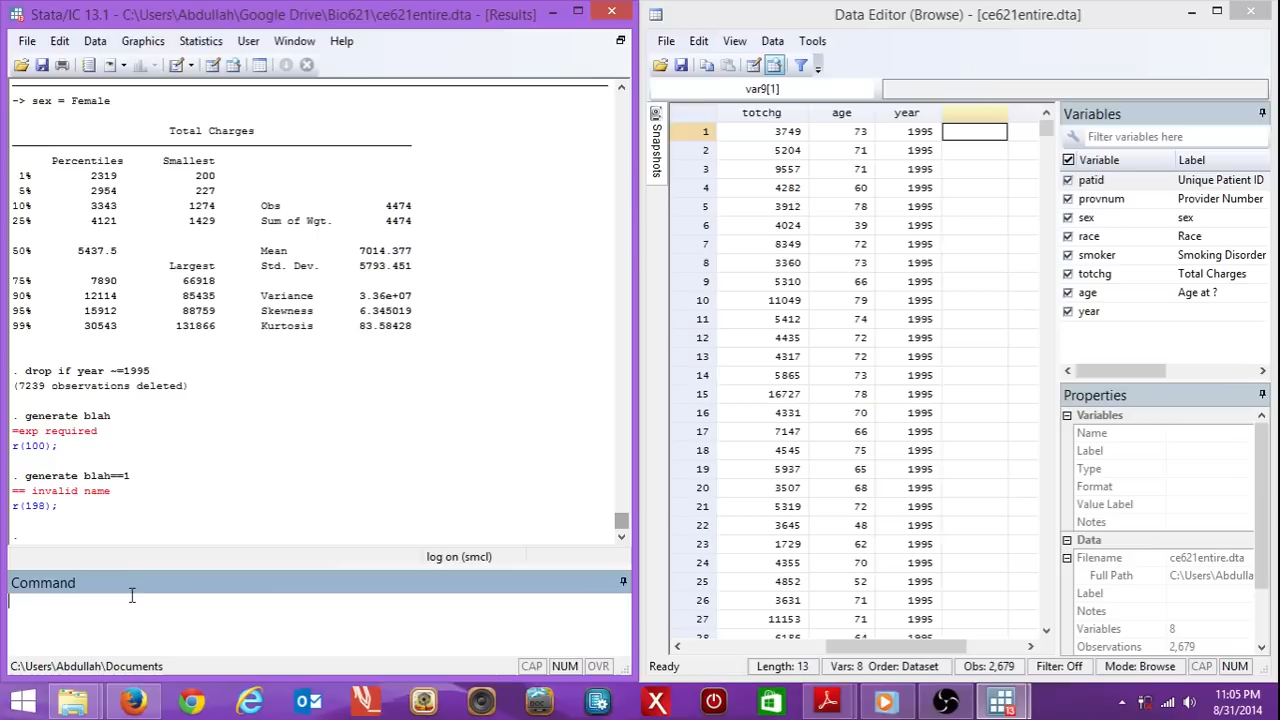 Stata/IC 13.1 - C:\Users\Abdullah\Google Drive\Bio621\ce621entire.dta - [Results]
File Edit Data Graphics Statistics User Window Help
-> sex = Female
Total Charges
Percentiles Smallest
1% 2319 200
5% 2954 227
10% 3343 1274 Obs 4474
25% 4121 1429 Sum of Wgt. 4474
50% 5437.5 Mean 7014.377
Largest Std. Dev. 5793.451
75% 7890 66918
90% 12114 85435 Variance 3.36e+07
95% 15912 88759 Skewness 6.345019
99% 30543 131866 Kurtosis 83.58428
. drop if year ~=1995
(7239 observations deleted)
. generate blah
=exp required
r(100);
. generate blah==1
== invalid name
r(198);
.
log on (smcl)
Command
C:\Users\Abdullah\Documents CAP NUM OVR
Data Editor (Browse) - [ce621entire.dta]
File Edit View Data Tools
var9[1]
Snapshots
totchg age year
1 3749 73 1995
2 5204 71 1995
3 9557 71 1995
4 4282 60 1995
5 3912 78 1995
6 4024 39 1995
7 8349 72 1995
8 3360 73 1995
9 5310 66 1995
10 11049 79 1995
11 5412 74 1995
12 4435 72 1995
13 4317 72 1995
14 5865 73 1995
15 16727 78 1995
16 4331 70 1995
17 7147 66 1995
18 4545 75 1995
19 5937 65 1995
20 3507 68 1995
21 5319 72 1995
22 3645 48 1995
23 1729 62 1995
24 4355 70 1995
25 4852 52 1995
26 3631 71 1995
27 11153 71 1995
28 6186 64 1995
Variables
Filter variables here
Variable Label
patid Unique Patient ID
provnum Provider Number
sex sex
race Race
smoker Smoking Disorder
totchg Total Charges
age Age at ?
year
Properties
Variables
Name
Label
Type
Format
Value Label
Notes
Data
Filename ce621entire.dta
Full Path C:\Users\Abdulla
Label
Notes
Variables 8
Observations 2,679
Ready Length: 13 Vars: 8 Order: Dataset Obs: 2,679 Filter: Off Mode: Browse CAP NUM
13
11:05 PM
8/31/2014